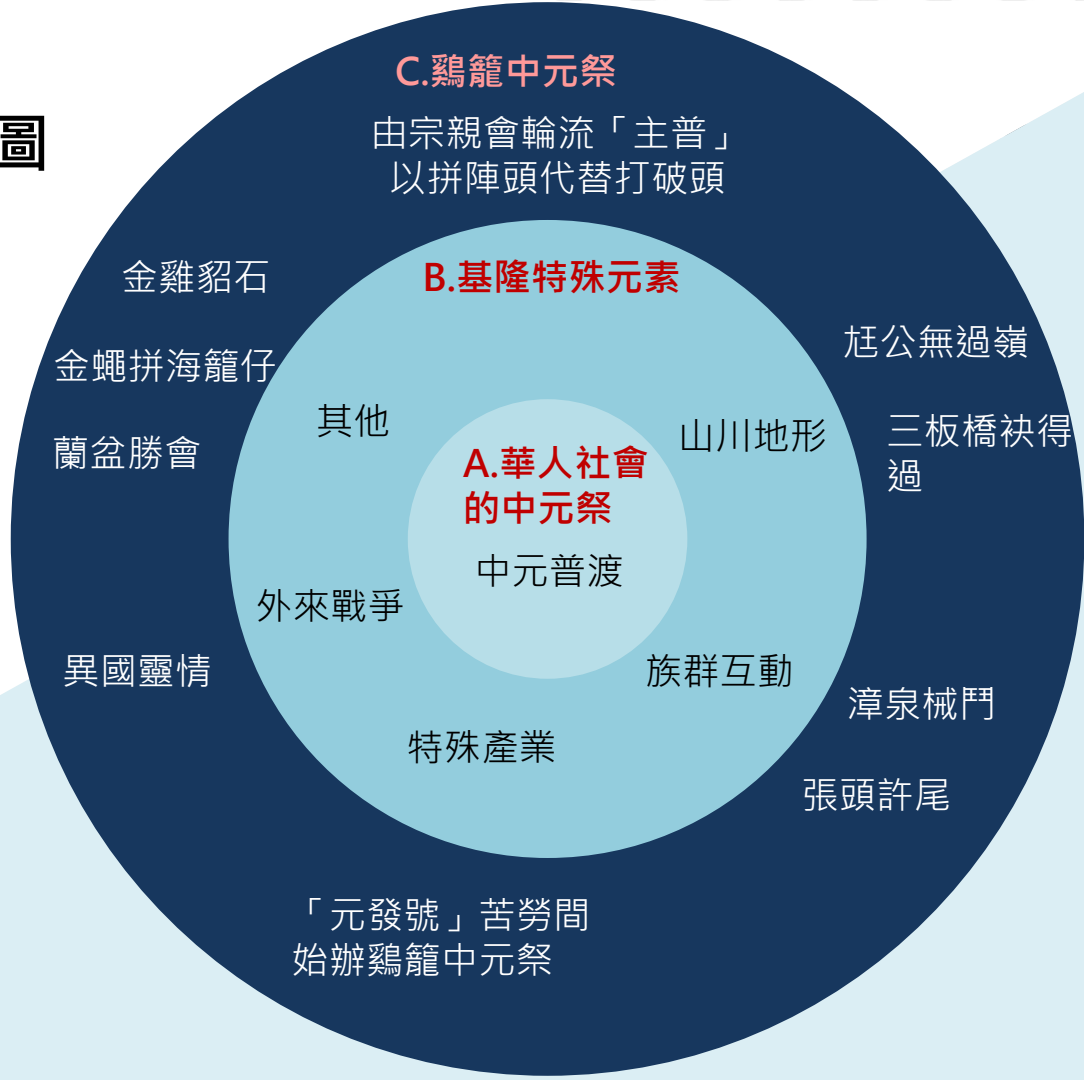 圖
C.鷄籠中元祭
由宗親會輪流「主普」
以拼陣頭代替打破頭
金雞貂石
金蠅拼海籠仔
蘭盆勝會
異國靈情
尪公無過嶺
三板橋袂得
過
漳泉械鬥
張頭許尾
「元發號」苦勞間
始辦鷄籠中元祭
B.基隆特殊元素
其他
山川地形
外來戰爭
族群互動
特殊產業
A.華人社會
的中元祭
中元普渡